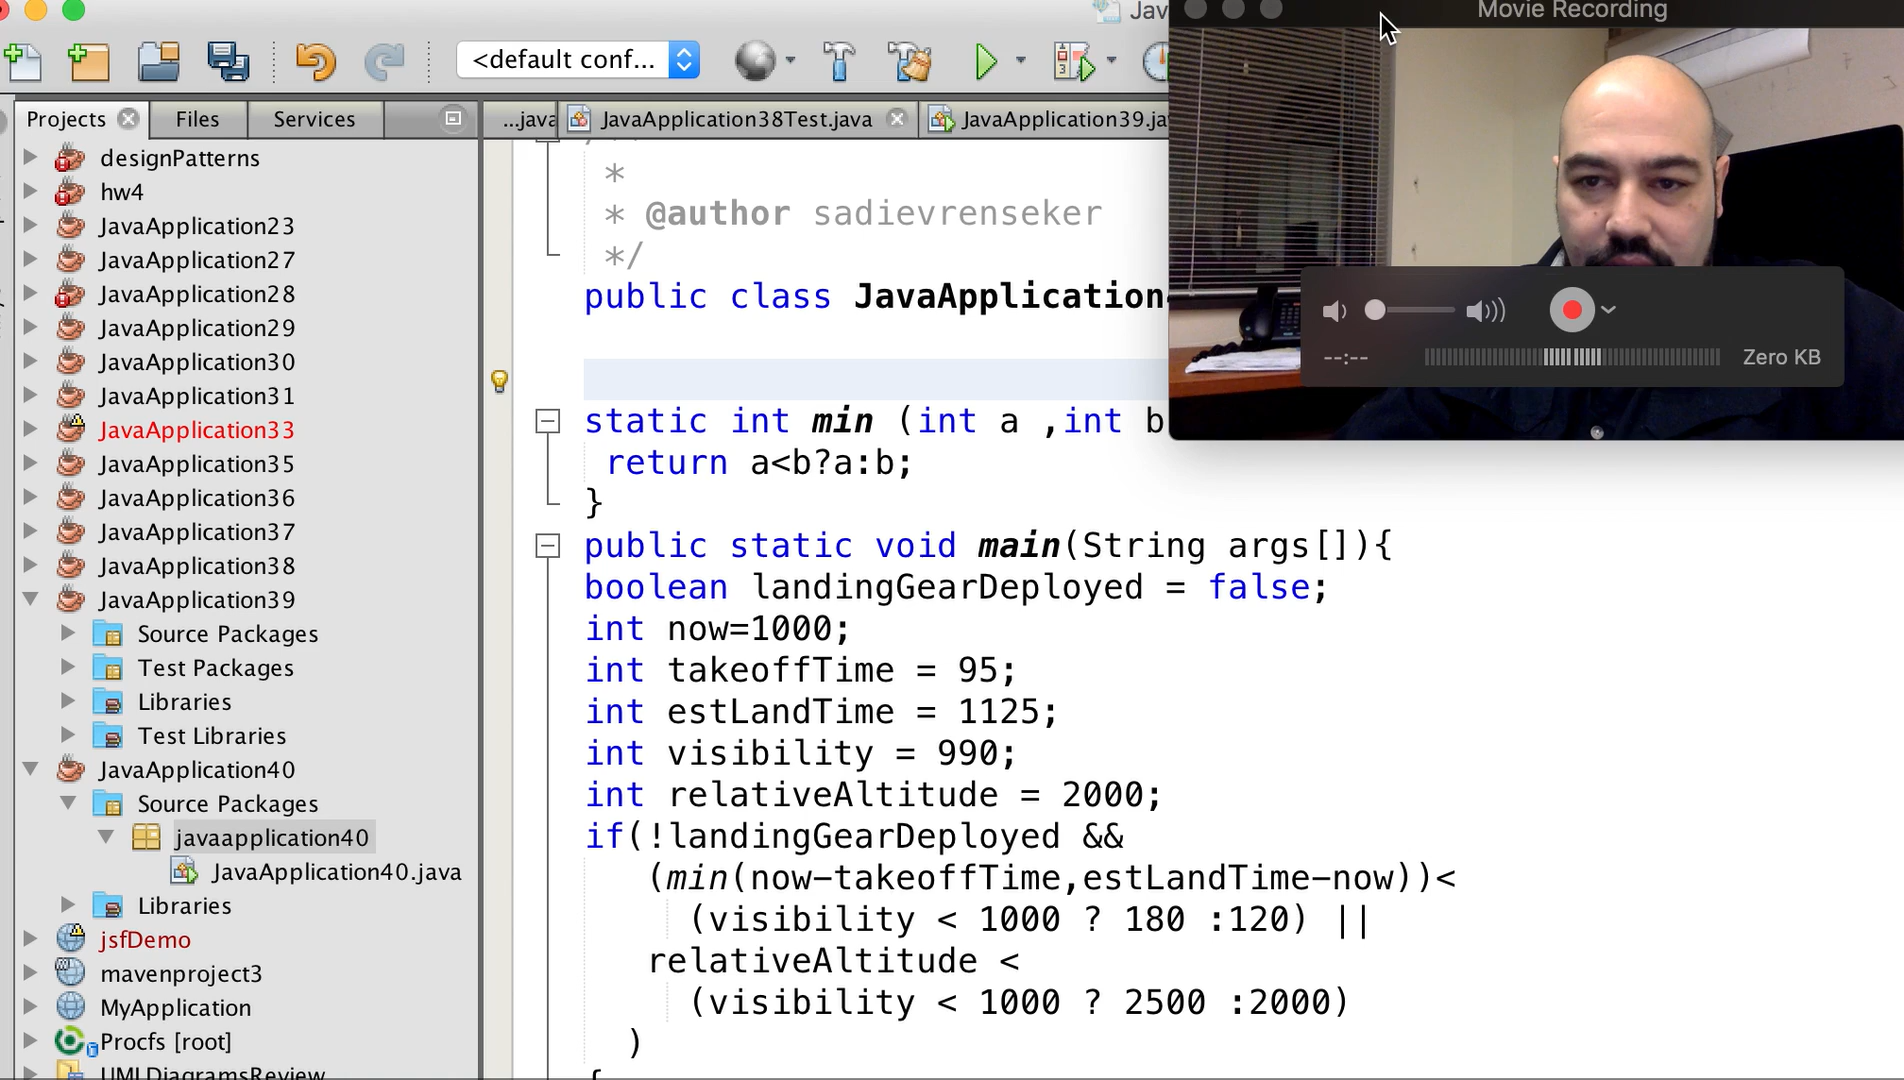 Jav
Movie Recording
<default conf...
Projects
Files
Services
...java
JavaApplication38Test.java
JavaApplication39.ja
designPatterns
hw4
JavaApplication23
JavaApplication27
JavaApplication28
JavaApplication29
JavaApplication30
JavaApplication31
JavaApplication33
JavaApplication35
JavaApplication36
JavaApplication37
JavaApplication38
JavaApplication39
Source Packages
Test Packages
Libraries
Test Libraries
JavaApplication40
Source Packages
javaapplication40
JavaApplication40.java
Libraries
jsfDemo
mavenproject3
MyApplication
Procfs [root]
UMLDiagramsReview
*
* @author sadievrenseker
*/
public class JavaApplication
static int min (int a ,int b
return a<b?a:b;
}
public static void main(String args[]){
boolean landingGearDeployed = false;
int now=1000;
int takeoffTime = 95;
int estLandTime = 1125;
int visibility = 990;
int relativeAltitude = 2000;
if(!landingGearDeployed &&
(min(now-takeoffTime,estLandTime-now))<
(visibility < 1000 ? 180 :120) ||
relativeAltitude <
(visibility < 1000 ? 2500 :2000)
)
{
--:--
Zero KB